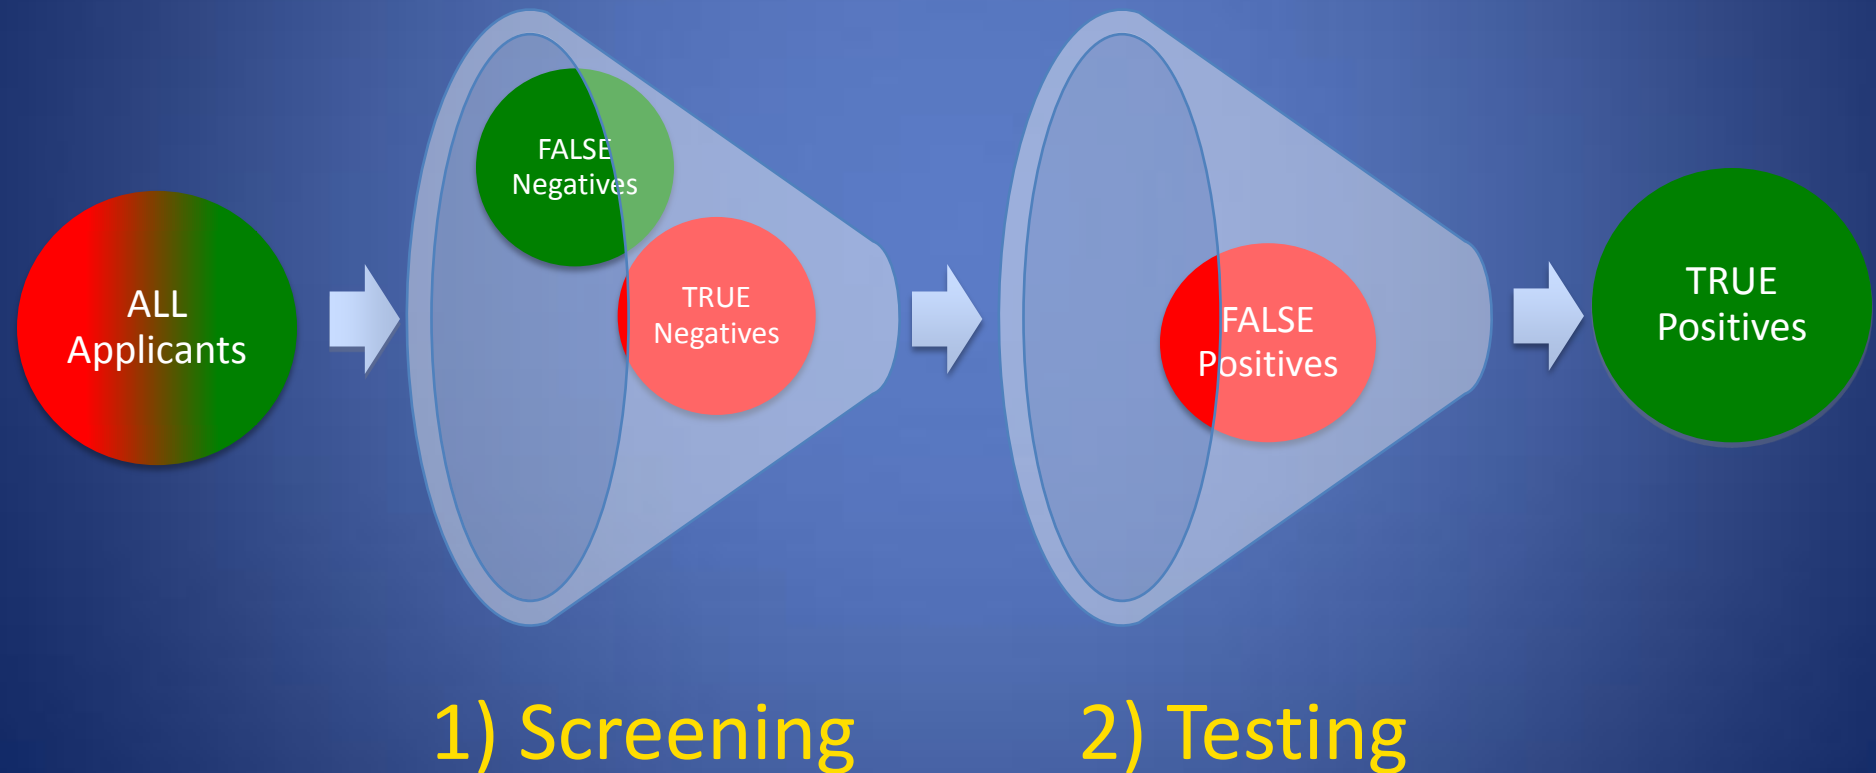 ALL
Applicants
FALSE
Negatives
TRUE
Negatives
FALSE
Positives
TRUE
Positives
1) Screening
2) Testing